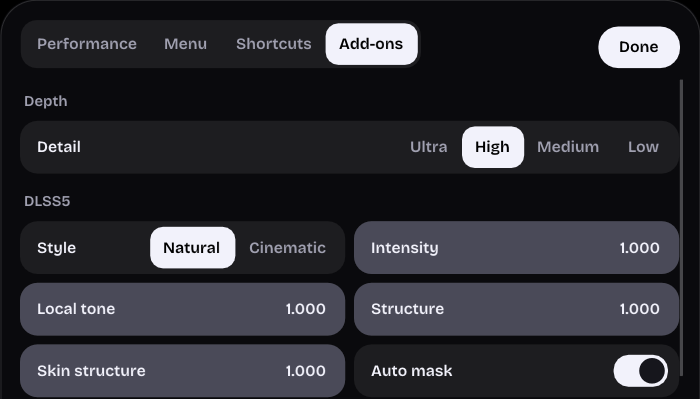 Performance Menu Shortcuts Add-ons Done
Depth
Detail Ultra High Medium Low
DLSS5
Style Natural Cinematic Intensity 1.000
Local tone 1.000 Structure 1.000
Skin structure 1.000 Auto mask